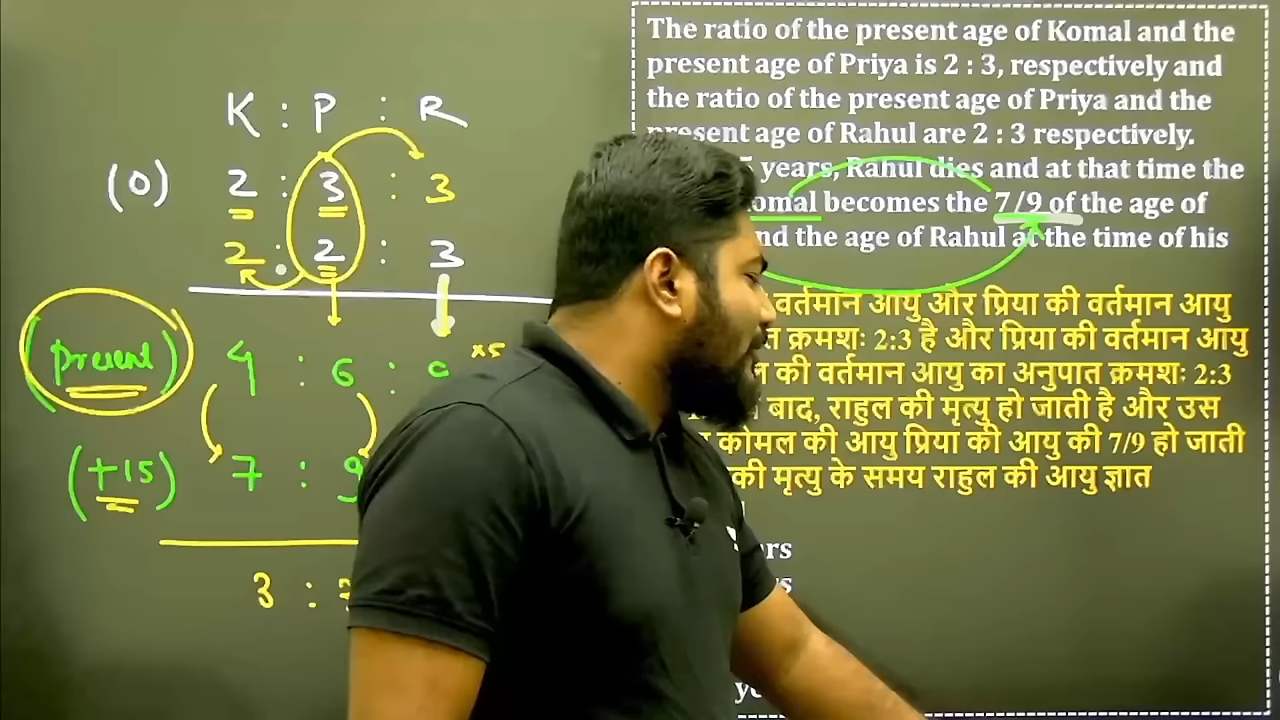 K : P : R
(0) 2 : 3 : 3
2 : 2 : 3
(Present) 4 : 6 : 9 ×5
(+15) 7 : 9
3 : 3
The ratio of the present age of Komal and the
present age of Priya is 2 : 3, respectively and
the ratio of the present age of Priya and the
present age of Rahul are 2 : 3 respectively.
5 years, Rahul dies and at that time the
omal becomes the 7/9 of the age of
nd the age of Rahul at the time of his
वर्तमान आयु और प्रिया की वर्तमान आयु
त क्रमशः 2:3 है और प्रिया की वर्तमान आयु
ल की वर्तमान आयु का अनुपात क्रमशः 2:3
बाद, राहुल की मृत्यु हो जाती है और उस
कोमल की आयु प्रिया की आयु की 7/9 हो जाती
की मृत्यु के समय राहुल की आयु ज्ञात
rs